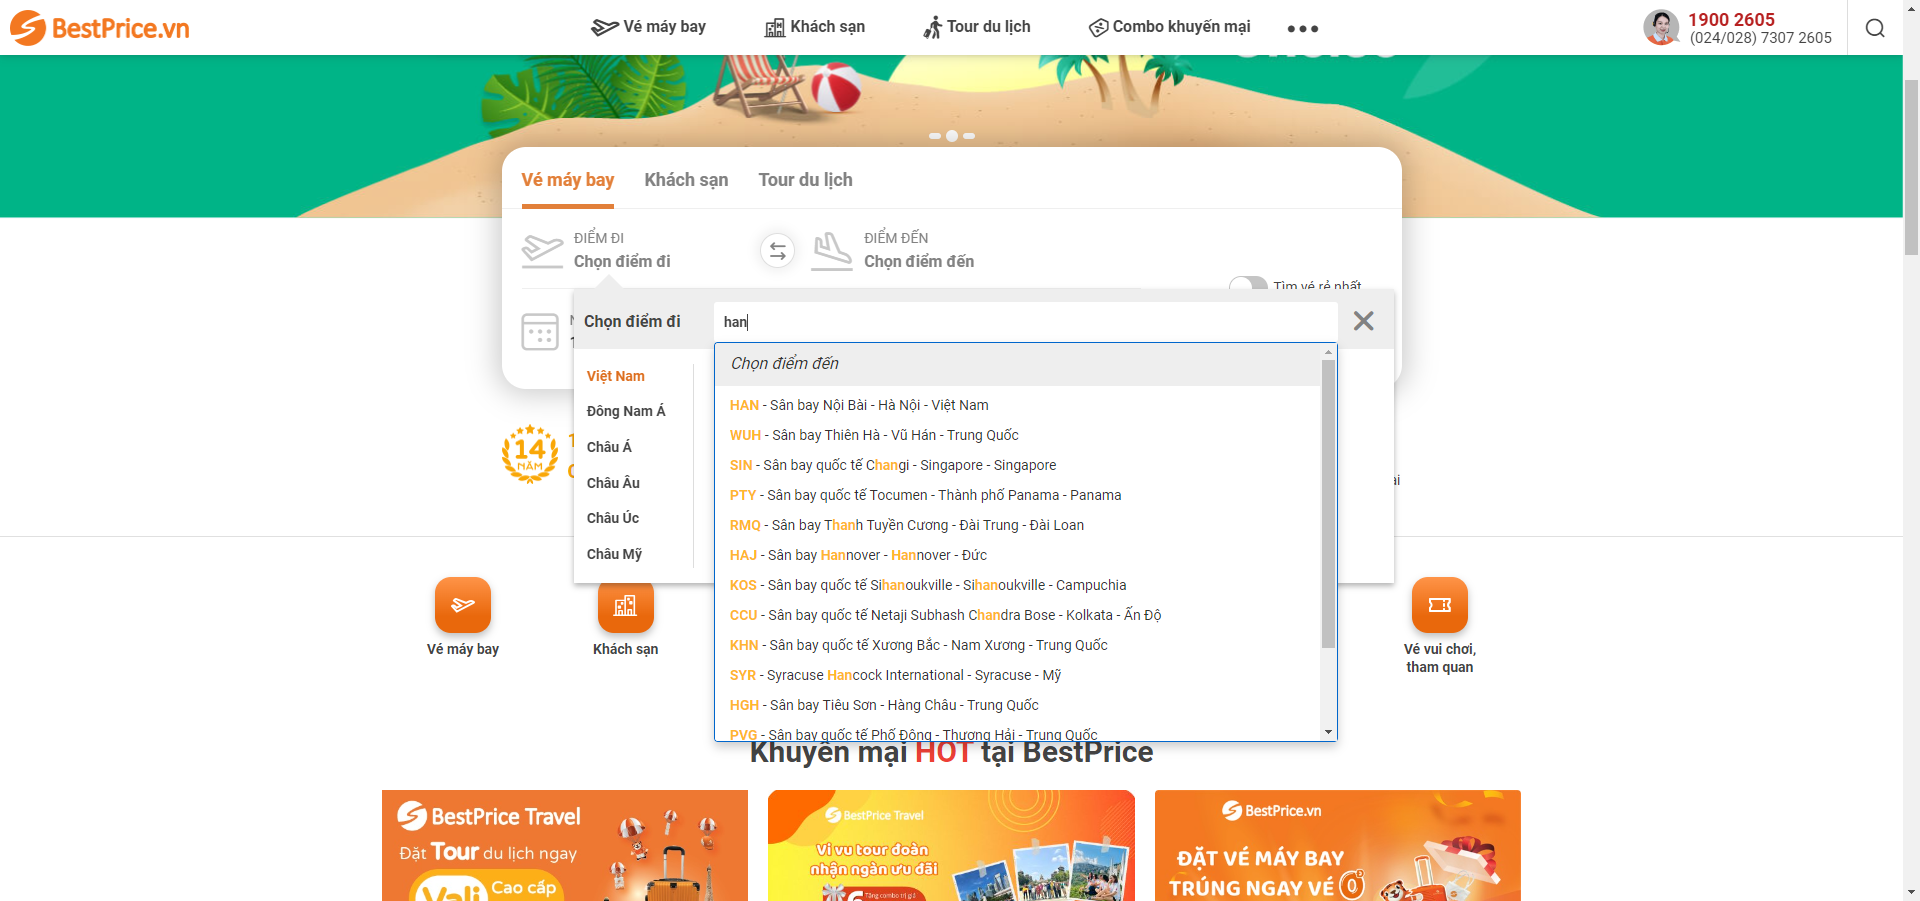 BestPrice.vn
Vé máy bay
Khách sạn
Tour du lịch
Combo khuyến mại
1900 2605
(024/028) 7307 2605
Vé máy bay
Khách sạn
Tour du lịch
ĐIỂM ĐI
Chọn điểm đi
ĐIỂM ĐẾN
Chọn điểm đến
Tìm vé rẻ nhất
Chọn điểm đi
han
Chọn điểm đến
Việt Nam
Đông Nam Á
Châu Á
Châu Âu
Châu Úc
Châu Mỹ
HAN - Sân bay Nội Bài - Hà Nội - Việt Nam
WUH - Sân bay Thiên Hà - Vũ Hán - Trung Quốc
SIN - Sân bay quốc tế Changi - Singapore - Singapore
PTY - Sân bay quốc tế Tocumen - Thành phố Panama - Panama
RMQ - Sân bay Thanh Tuyền Cương - Đài Trung - Đài Loan
HAJ - Sân bay Hannover - Hannover - Đức
KOS - Sân bay quốc tế Sihanoukville - Sihanoukville - Campuchia
CCU - Sân bay quốc tế Netaji Subhash Chandra Bose - Kolkata - Ấn Độ
KHN - Sân bay quốc tế Xương Bắc - Nam Xương - Trung Quốc
SYR - Syracuse Hancock International - Syracuse - Mỹ
HGH - Sân bay Tiêu Sơn - Hàng Châu - Trung Quốc
PVG - Sân bay quốc tế Phố Đông - Thượng Hải - Trung Quốc
14
NĂM
Vé máy bay
Khách sạn
Vé vui chơi,
tham quan
Khuyến mại HOT tại BestPrice
BestPrice Travel
Đặt Tour du lịch ngay
Vali Cao cấp
BestPrice Travel
Vi vu tour đoàn
nhận ngàn ưu đãi
Tặng combo trị giá
BestPrice.vn
ĐẶT VÉ MÁY BAY
TRÚNG NGAY VÉ 0